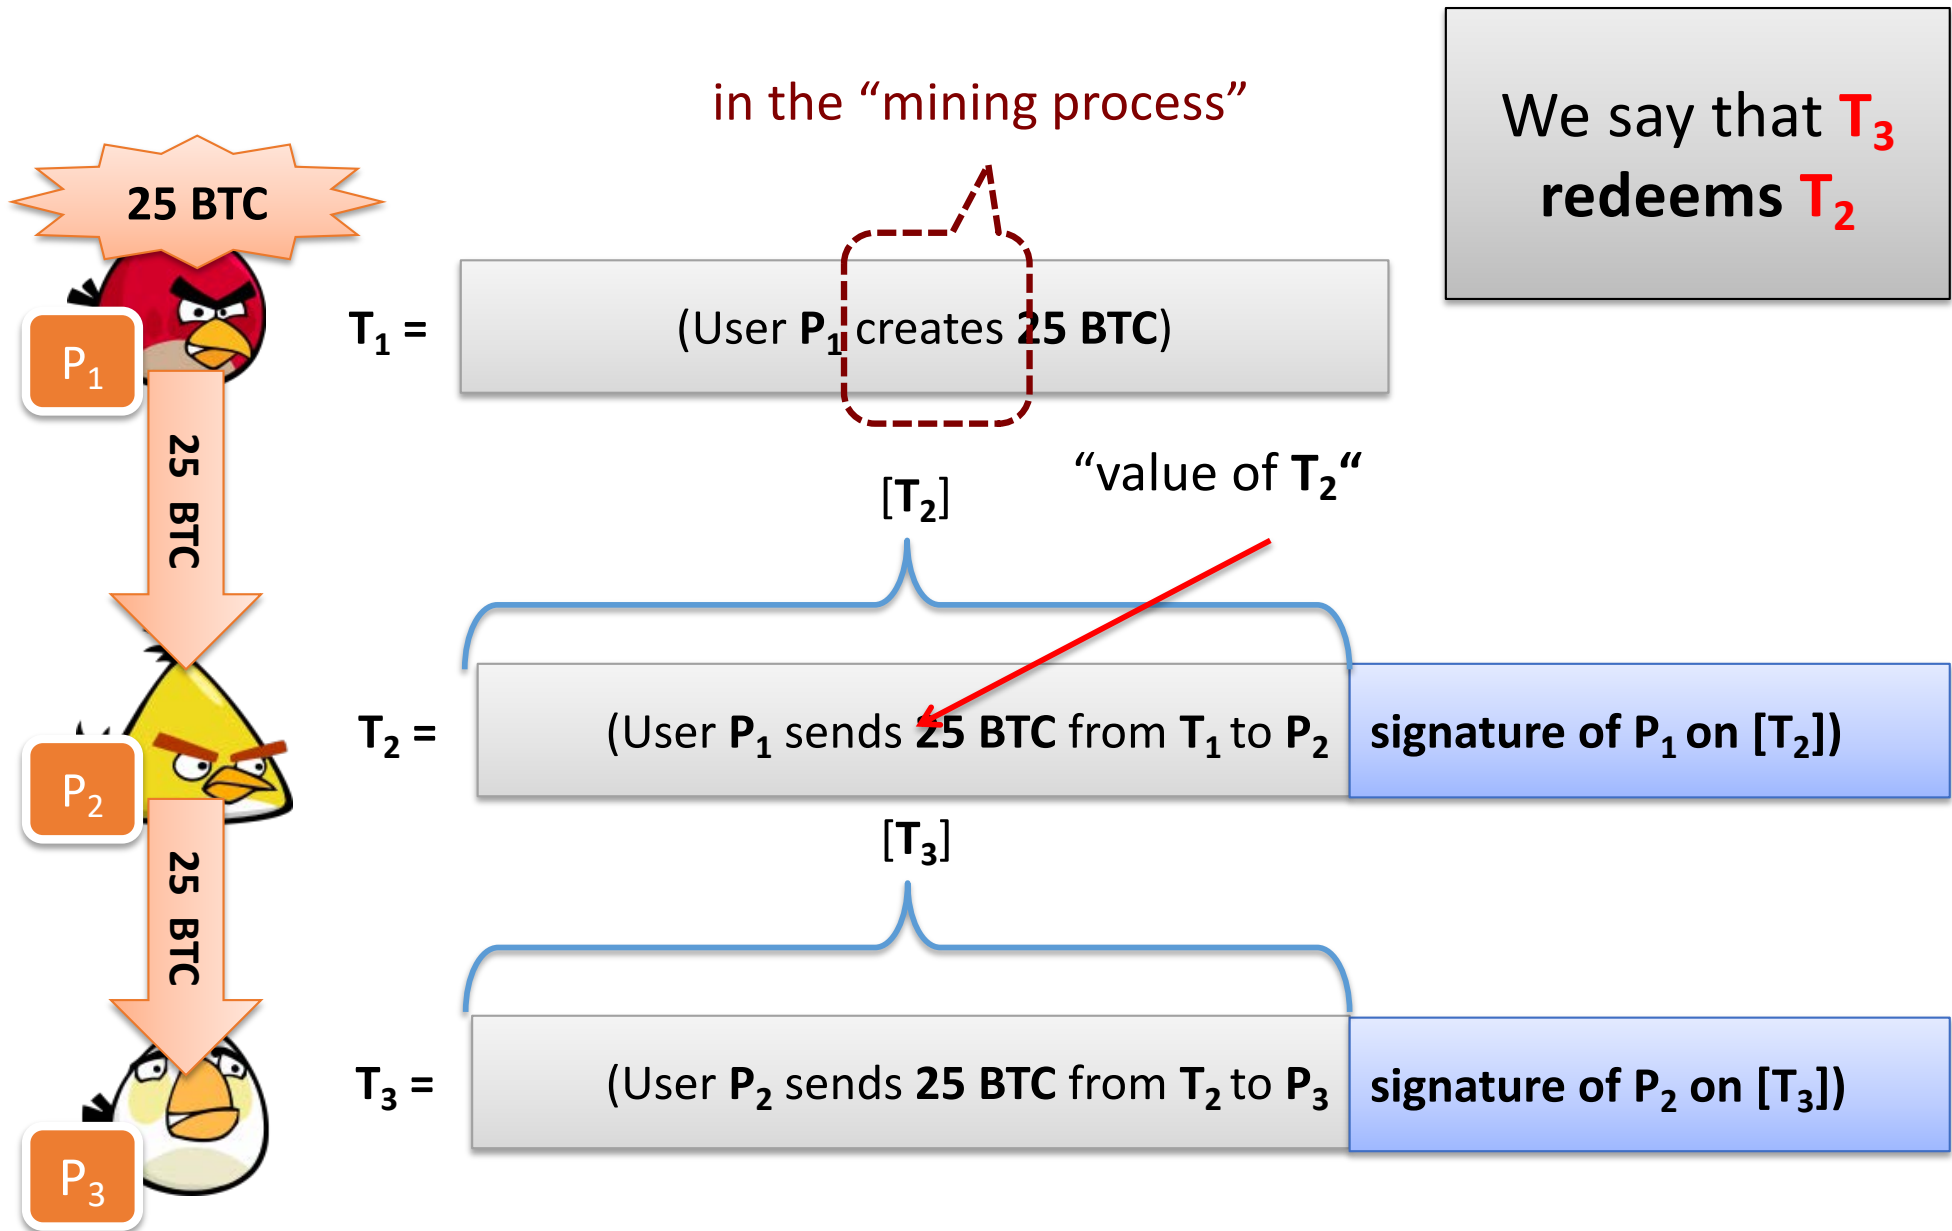 in the “mining process”
We say that T₃
redeems T₂
25 BTC
P₁
T₁ =
(User P₁ creates 25 BTC)
25 BTC
“value of T₂“
[T₂]
P₂
T₂ =
(User P₁ sends 25 BTC from T₁ to P₂
signature of P₁ on [T₂])
25 BTC
[T₃]
P₃
T₃ =
(User P₂ sends 25 BTC from T₂ to P₃
signature of P₂ on [T₃])